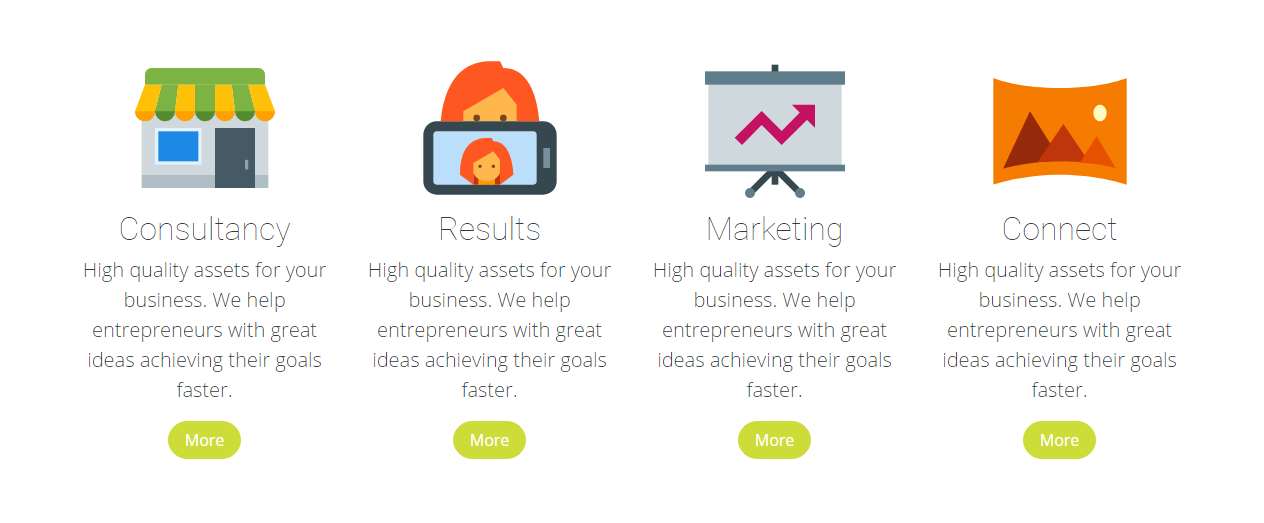 Consultancy
High quality assets for your
business. We help
entrepreneurs with great
ideas achieving their goals
faster.
More
Results
High quality assets for your
business. We help
entrepreneurs with great
ideas achieving their goals
faster.
More
Marketing
High quality assets for your
business. We help
entrepreneurs with great
ideas achieving their goals
faster.
More
Connect
High quality assets for your
business. We help
entrepreneurs with great
ideas achieving their goals
faster.
More